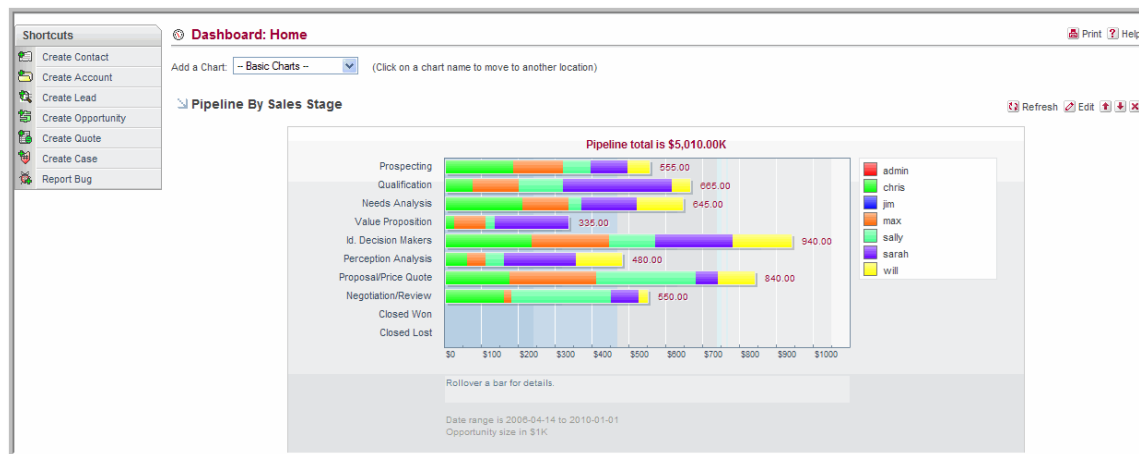 Shortcuts
Create Contact
Create Account
Create Lead
Create Opportunity
Create Quote
Create Case
Report Bug
Dashboard: Home
Print
Help
Add a Chart:
-- Basic Charts --
(Click on a chart name to move to another location)
Pipeline By Sales Stage
Refresh
Edit
Pipeline total is $5,010.00K
Prospecting
555.00
Qualification
665.00
Needs Analysis
645.00
Value Proposition
335.00
Id. Decision Makers
940.00
Perception Analysis
480.00
Proposal/Price Quote
840.00
Negotiation/Review
550.00
Closed Won
Closed Lost
$0 $100 $200 $300 $400 $500 $600 $700 $800 $900 $1000
admin
chris
jim
max
sally
sarah
will
Rollover a bar for details.
Date range is 2006-04-14 to 2010-01-01
Opportunity size in $1K